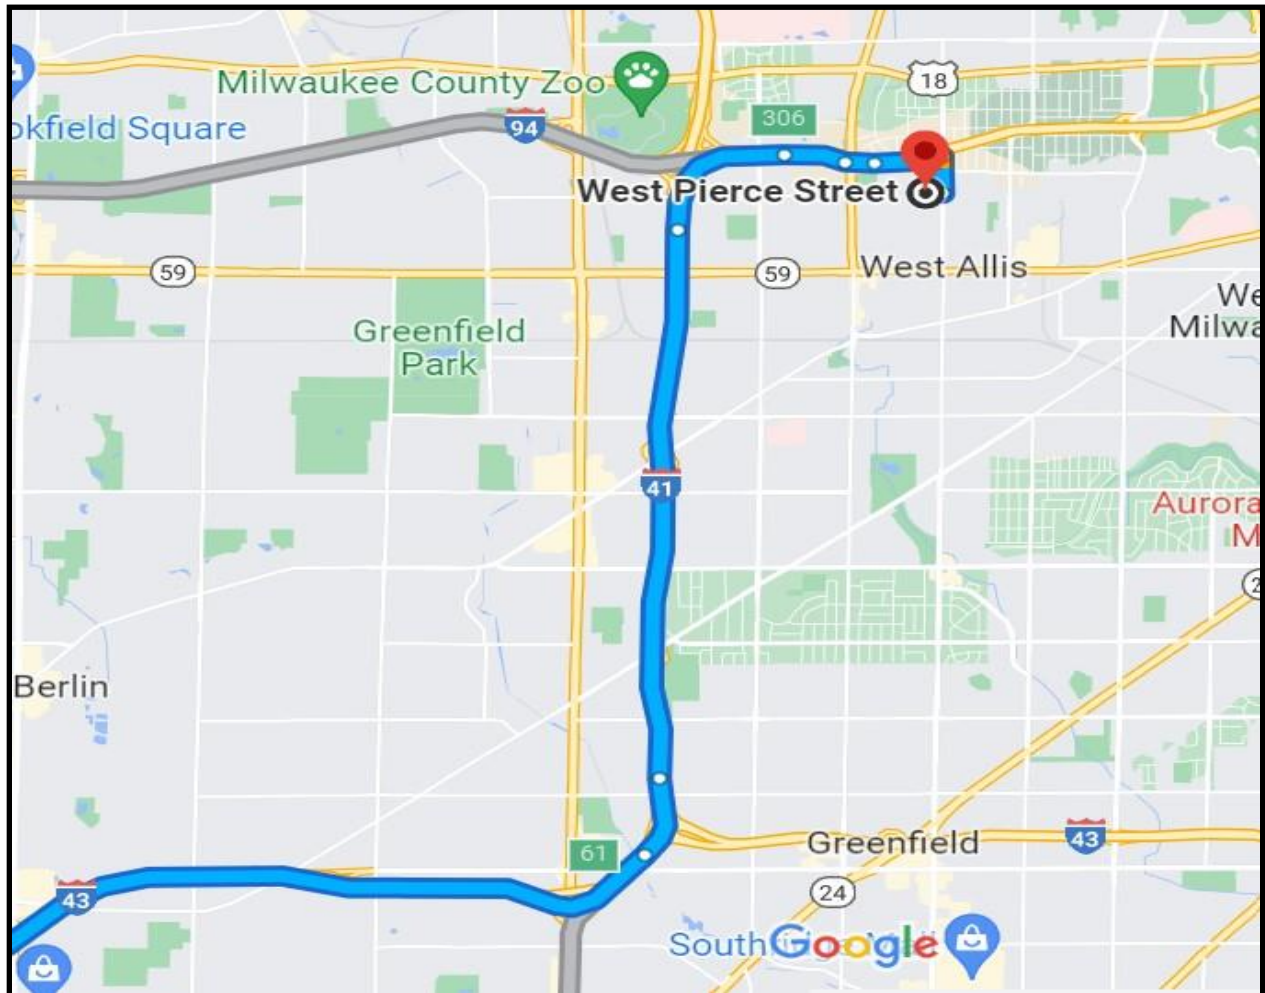 Milwaukee County Zoo
18
306
94
okfield Square
West Pierce Street
59
59
West Allis
We
Milwa
Greenfield
Park
41
Aurora
M
2
Berlin
61
Greenfield
43
43
24
Google